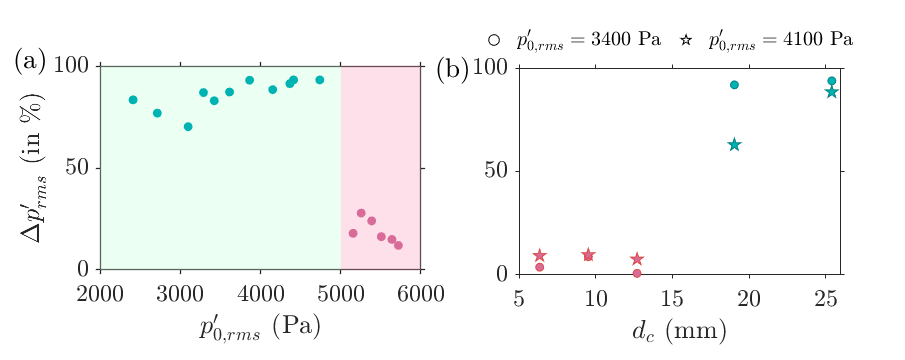 ○ p′0,rms = 3400 Pa ☆ p′0,rms = 4100 Pa
(a)
100
50
0
Δp′rms (in %)
2000 3000 4000 5000 6000
p′0,rms (Pa)
(b)
100
50
0
5 10 15 20 25
dc (mm)